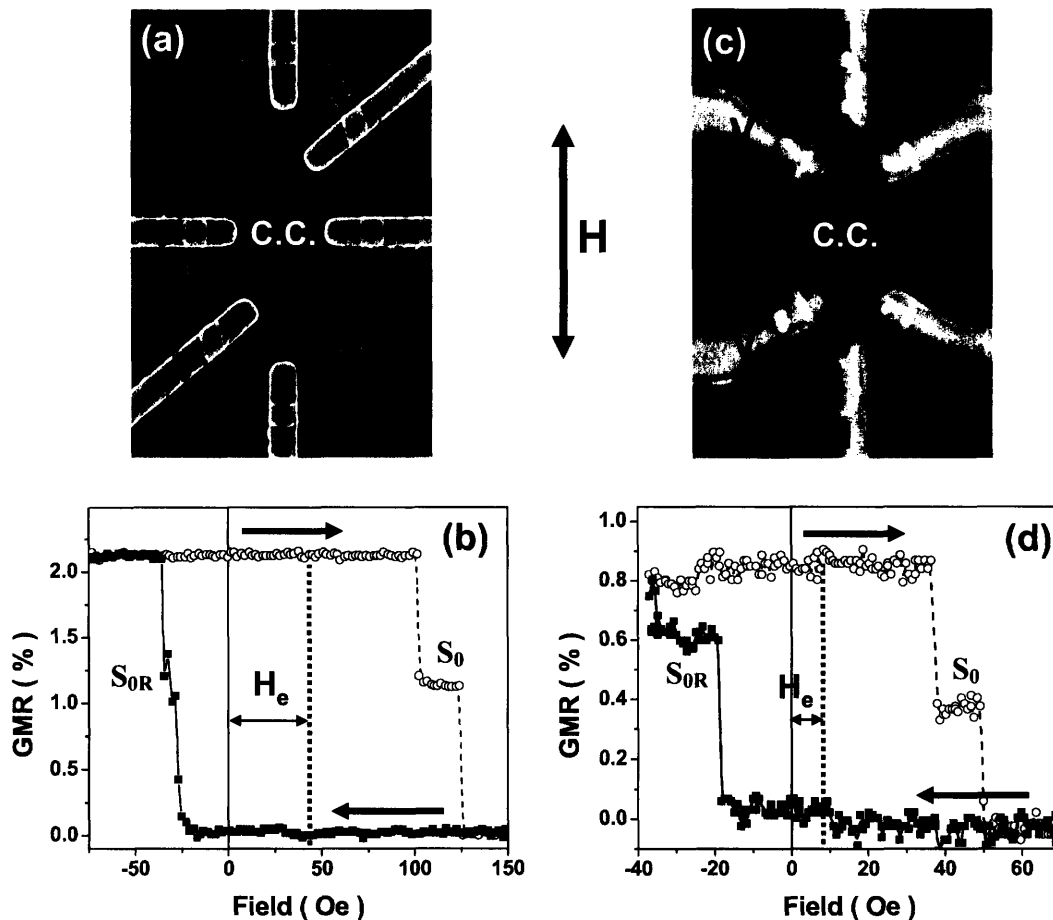 (a)
(c)
V
C.C.
H
C.C.
V
(b)
(d)
GMR ( % )
2.0
1.5
1.0
0.5
0.0
S0R
He
S0
-50
0
50
100
150
Field ( Oe )
GMR ( % )
1.0
0.8
0.6
0.4
0.2
0.0
S0R
He
S0
-40
-20
0
20
40
60
Field ( Oe )